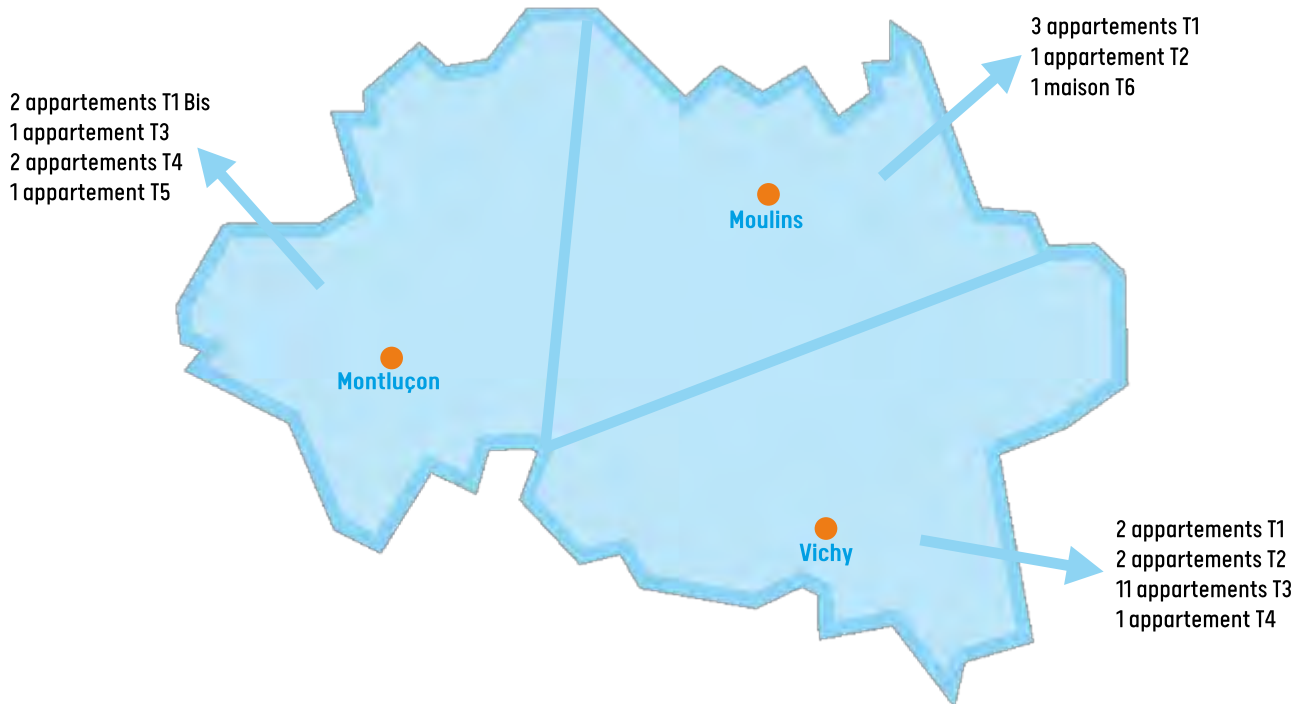 3 appartements T1
1 appartement T2
1 maison T6
2 appartements T1 Bis
1 appartement T3
2 appartements T4
1 appartement T5
Moulins
Montluçon
Vichy
2 appartements T1
2 appartements T2
11 appartements T3
1 appartement T4